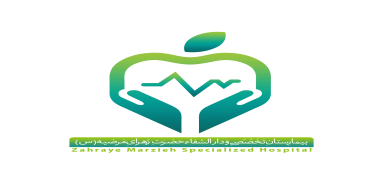 بیمارستان تخصصی و دارالشفاء حضرت زهرای مرضیه (س)
Zahraye Marzieh Specialized Hospital